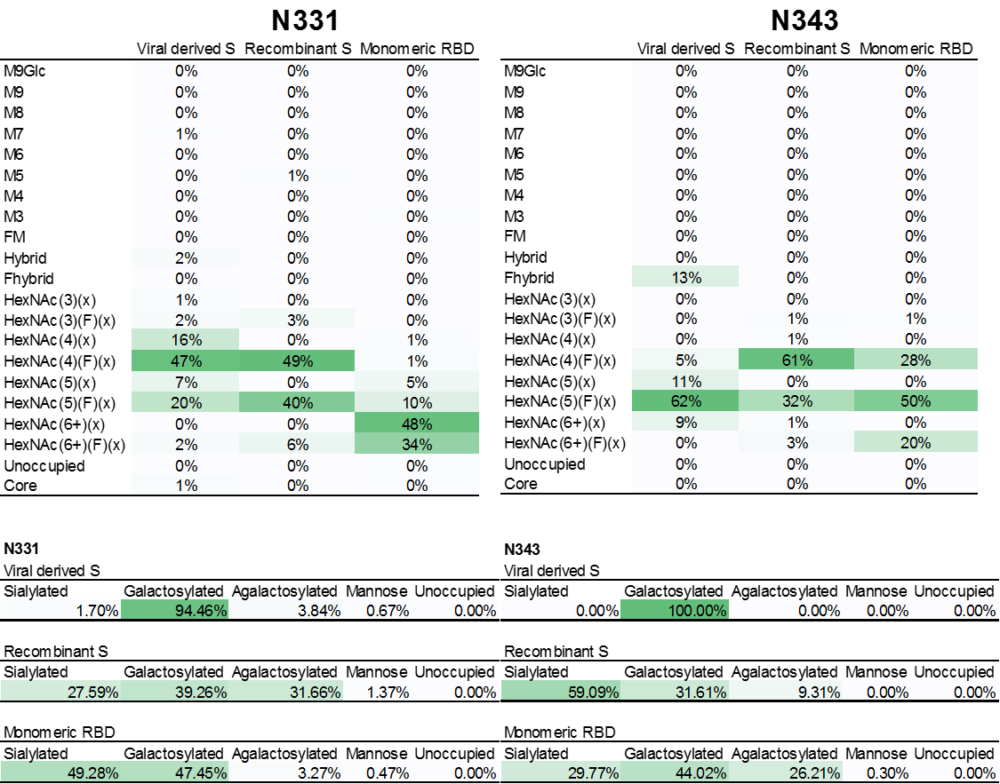 N331 N343
Viral derived S Recombinant S Monomeric RBD Viral derived S Recombinant S Monomeric RBD
M9Glc 0% 0% 0% M9Glc 0% 0% 0%
M9 0% 0% 0% M9 0% 0% 0%
M8 0% 0% 0% M8 0% 0% 0%
M7 1% 0% 0% M7 0% 0% 0%
M6 0% 0% 0% M6 0% 0% 0%
M5 0% 1% 0% M5 0% 0% 0%
M4 0% 0% 0% M4 0% 0% 0%
M3 0% 0% 0% M3 0% 0% 0%
FM 0% 0% 0% FM 0% 0% 0%
Hybrid 2% 0% 0% Hybrid 0% 0% 0%
Fhybrid 0% 0% 0% Fhybrid 13% 0% 0%
HexNAc(3)(x) 1% 0% 0% HexNAc(3)(x) 0% 0% 0%
HexNAc(3)(F)(x) 2% 3% 0% HexNAc(3)(F)(x) 0% 1% 1%
HexNAc(4)(x) 16% 0% 1% HexNAc(4)(x) 0% 1% 0%
HexNAc(4)(F)(x) 47% 49% 1% HexNAc(4)(F)(x) 5% 61% 28%
HexNAc(5)(x) 7% 0% 5% HexNAc(5)(x) 11% 0% 0%
HexNAc(5)(F)(x) 20% 40% 10% HexNAc(5)(F)(x) 62% 32% 50%
HexNAc(6+)(x) 0% 0% 48% HexNAc(6+)(x) 9% 1% 0%
HexNAc(6+)(F)(x) 2% 6% 34% HexNAc(6+)(F)(x) 0% 3% 20%
Unoccupied 0% 0% 0% Unoccupied 0% 0% 0%
Core 1% 0% 0% Core 0% 0% 0%
N331 N343
Viral derived S Viral derived S
Sialylated Galactosylated Agalactosylated Mannose Unoccupied Sialylated Galactosylated Agalactosylated Mannose Unoccupied
1.70% 94.46% 3.84% 0.67% 0.00% 0.00% 100.00% 0.00% 0.00% 0.00%
Recombinant S Recombinant S
Sialylated Galactosylated Agalactosylated Mannose Unoccupied Sialylated Galactosylated Agalactosylated Mannose Unoccupied
27.59% 39.26% 31.66% 1.37% 0.00% 59.09% 31.61% 9.31% 0.00% 0.00%
Monomeric RBD Monomeric RBD
Sialylated Galactosylated Agalactosylated Mannose Unoccupied Sialylated Galactosylated Agalactosylated Mannose Unoccupied
49.28% 47.45% 3.27% 0.47% 0.00% 29.77% 44.02% 26.21% 0.30% 0.00%